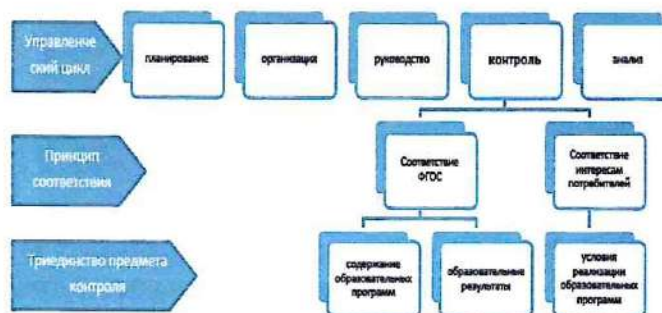 Управленче
ский цикл
планирование
организация
руководство
контроль
анализ
Принцип
соответствия
Соответствие
ФГОС
Соответствие
интересам
потребителей
Триединство предмета
контроля
содержание
образовательных
программ
образовательные
результаты
условия
реализации
образовательных
программ